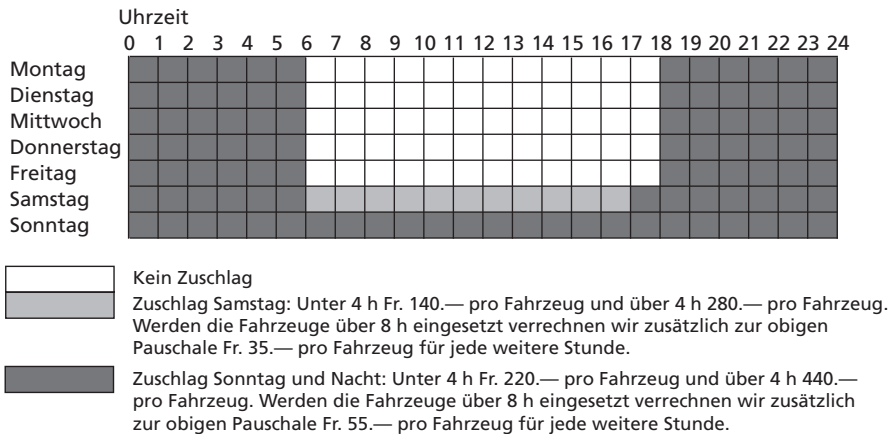 Uhrzeit
0 1 2 3 4 5 6 7 8 9 10 11 12 13 14 15 16 17 18 19 20 21 22 23 24
Montag
Dienstag
Mittwoch
Donnerstag
Freitag
Samstag
Sonntag
Kein Zuschlag
Zuschlag Samstag: Unter 4 h Fr. 140.— pro Fahrzeug und über 4 h 280.— pro Fahrzeug.
Werden die Fahrzeuge über 8 h eingesetzt verrechnen wir zusätzlich zur obigen
Pauschale Fr. 35.— pro Fahrzeug für jede weitere Stunde.
Zuschlag Sonntag und Nacht: Unter 4 h Fr. 220.— pro Fahrzeug und über 4 h 440.—
pro Fahrzeug. Werden die Fahrzeuge über 8 h eingesetzt verrechnen wir zusätzlich
zur obigen Pauschale Fr. 55.— pro Fahrzeug für jede weitere Stunde.